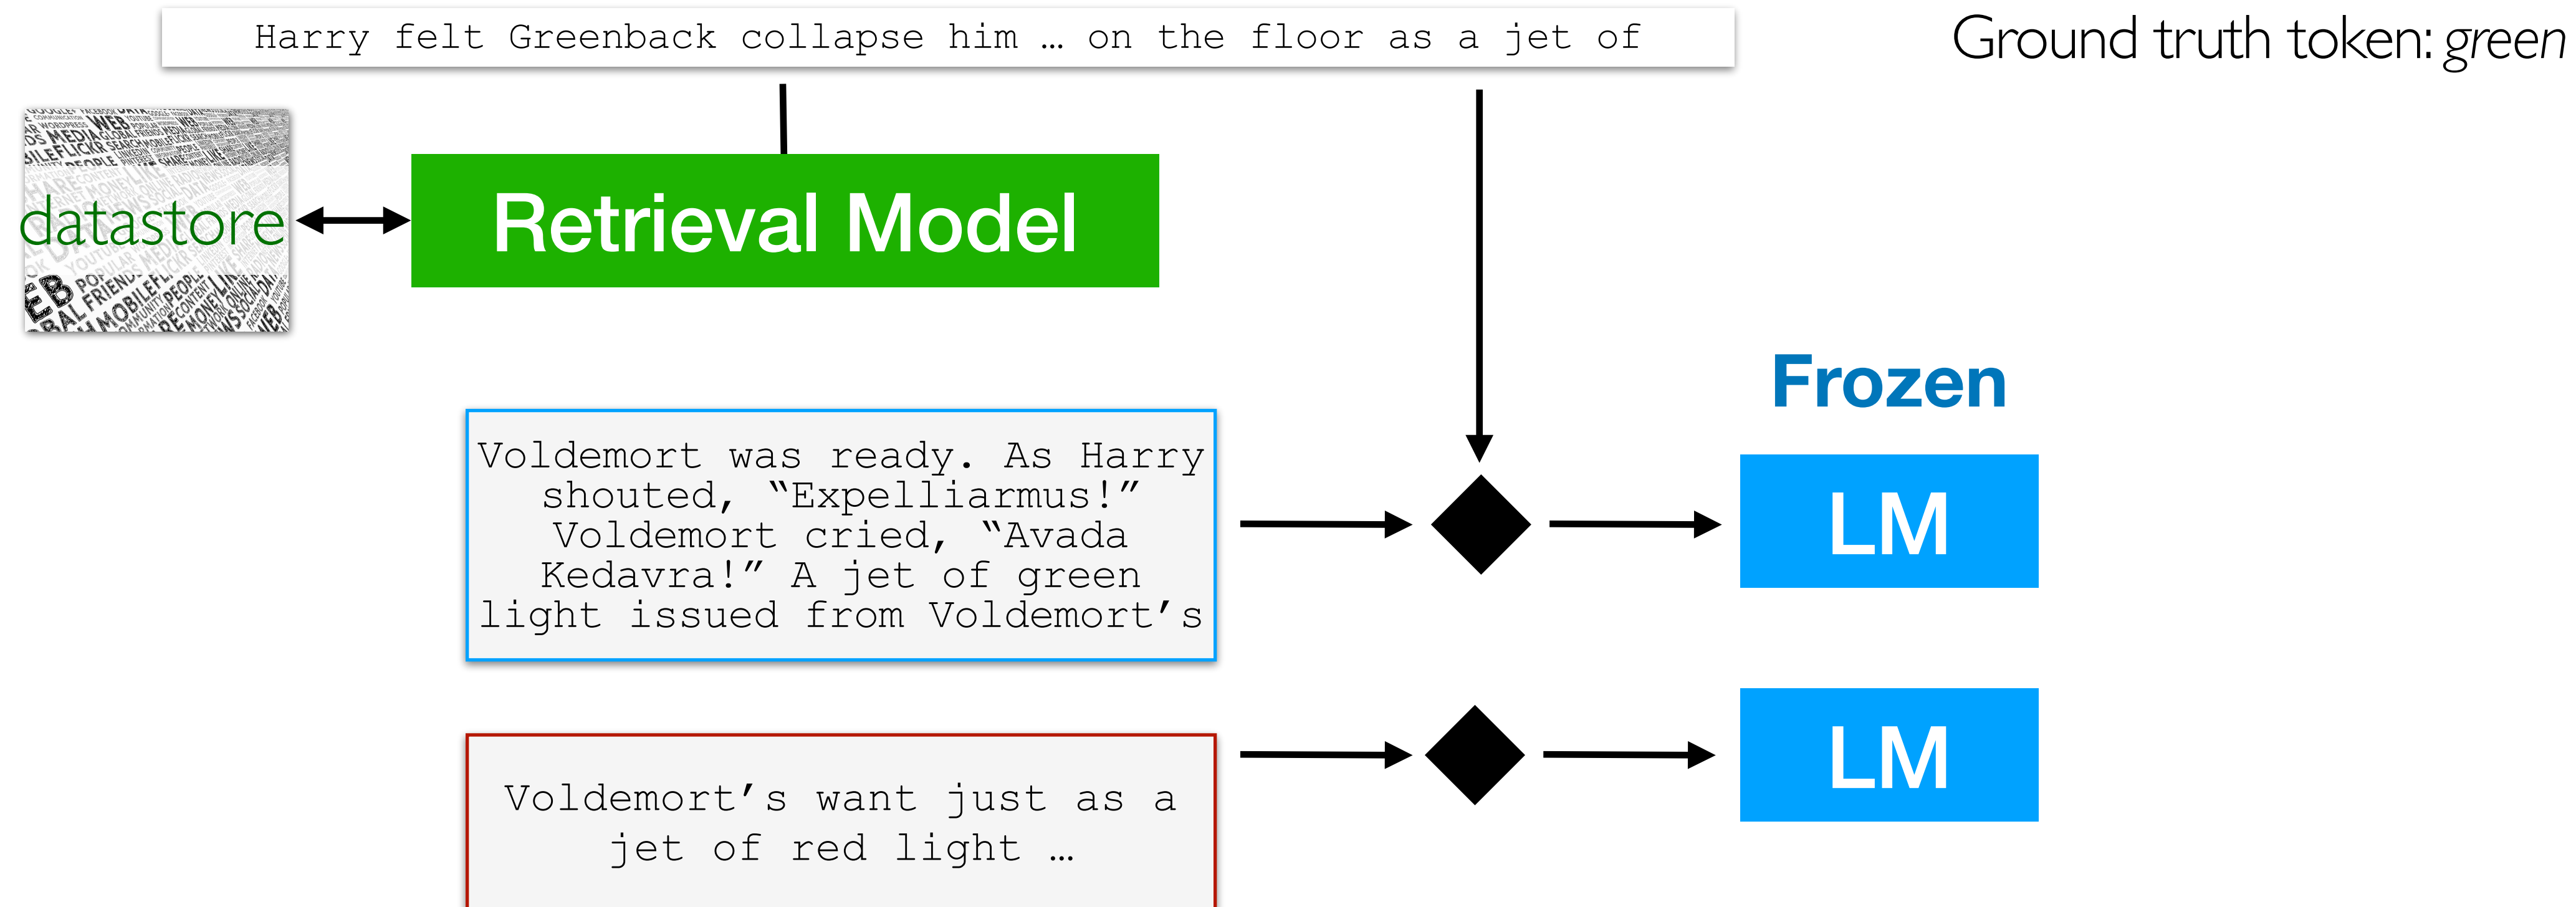 Harry felt Greenback collapse him … on the floor as a jet of
Ground truth token: green
datastore
Retrieval Model
Frozen
Voldemort was ready. As Harry
shouted, “Expelliarmus!”
Voldemort cried, “Avada
Kedavra!” A jet of green
light issued from Voldemort’s
LM
Voldemort’s want just as a
jet of red light …
LM